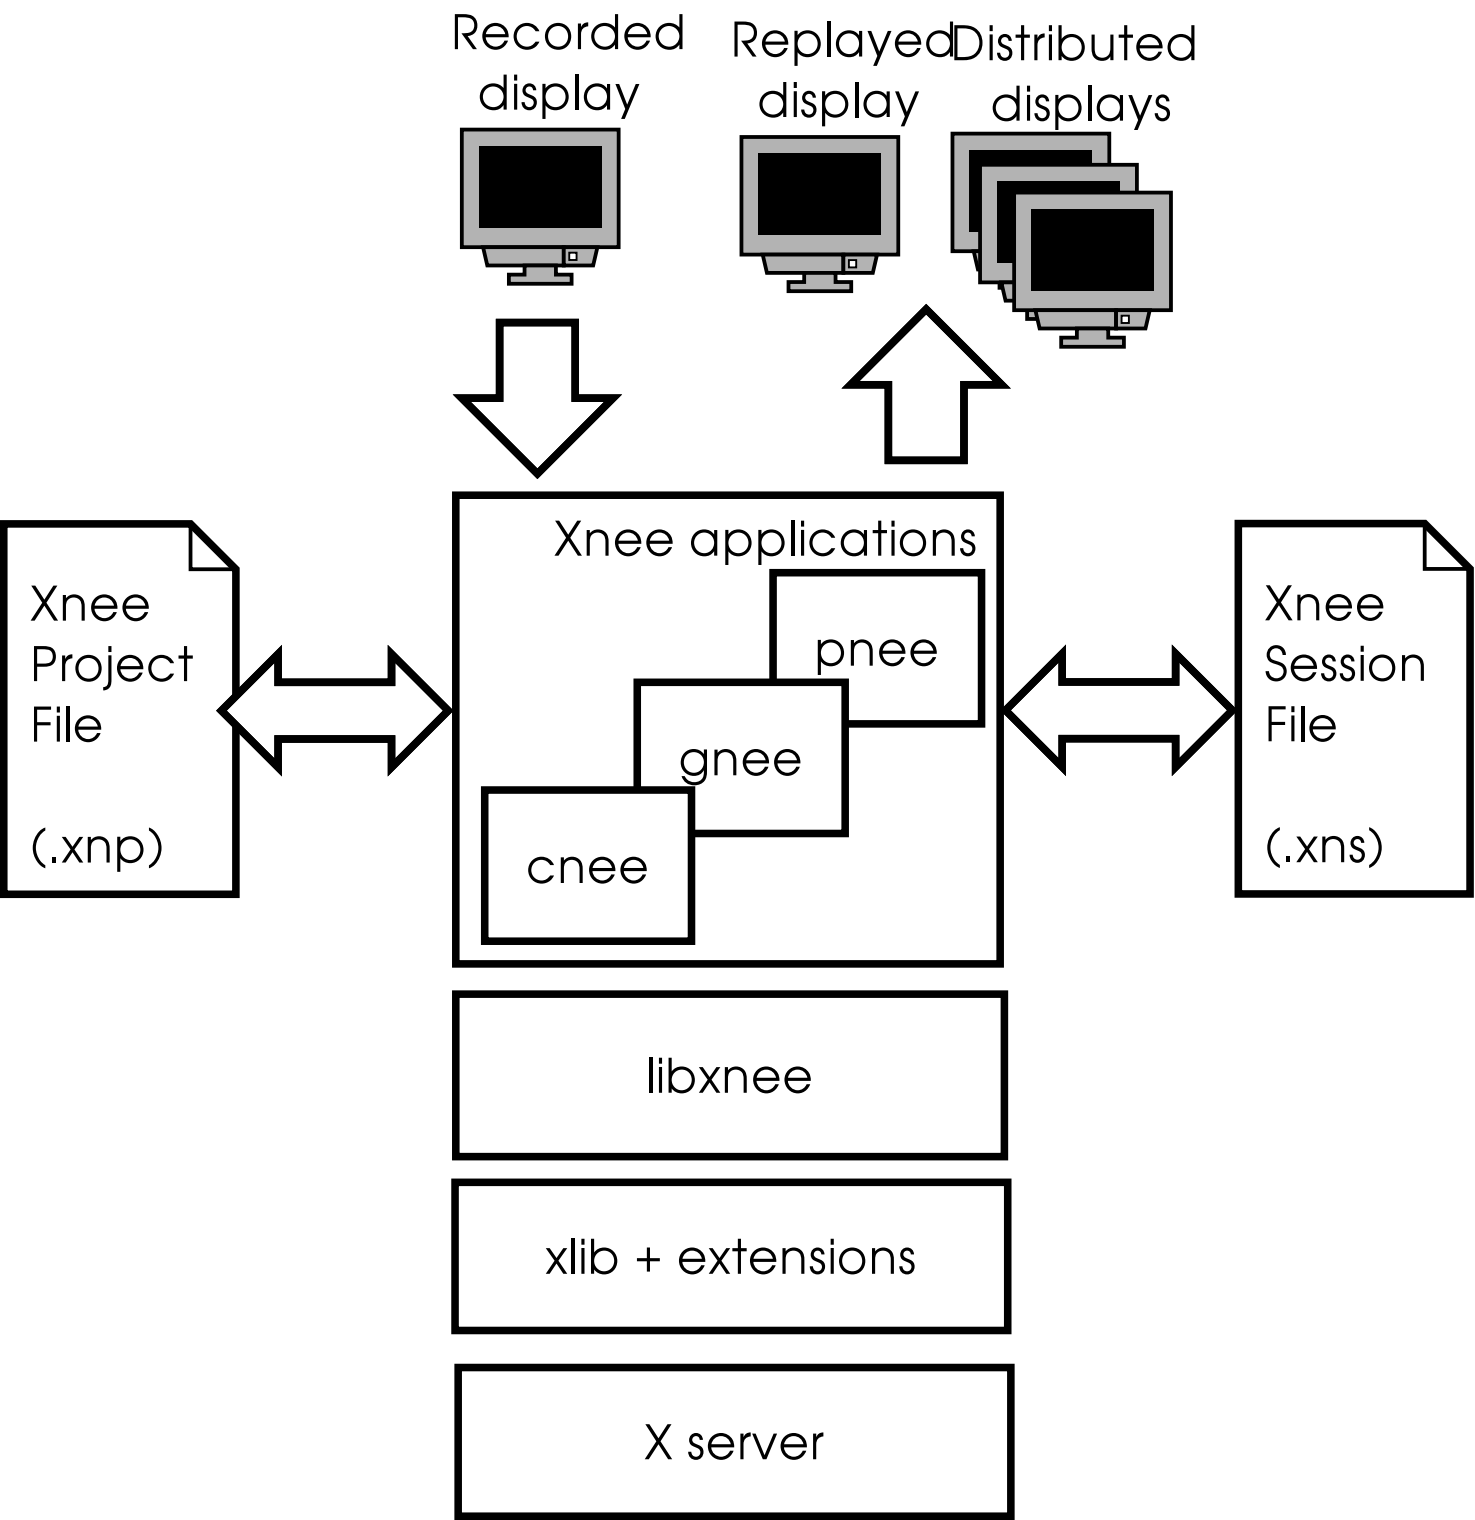 Recorded
display
Replayed
display
Distributed
displays
Xnee
Project
File
(.xnp)
Xnee applications
pnee
gnee
cnee
Xnee
Session
File
(.xns)
libxnee
xlib + extensions
X server